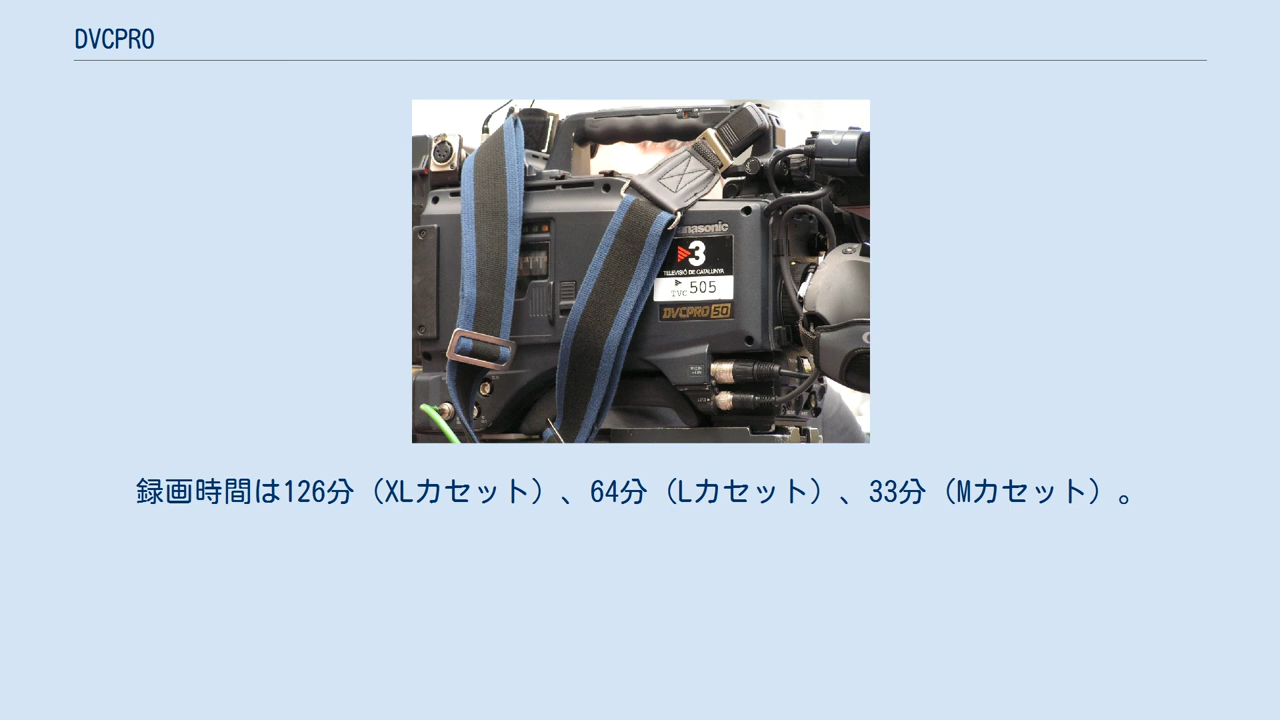 DVCPRO
Panasonic
3
TELEVISIÓ DE CATALUNYA
TVC 505
DVCPRO 50
録画時間は126分（XLカセット）、64分（Lカセット）、33分（Mカセット）。